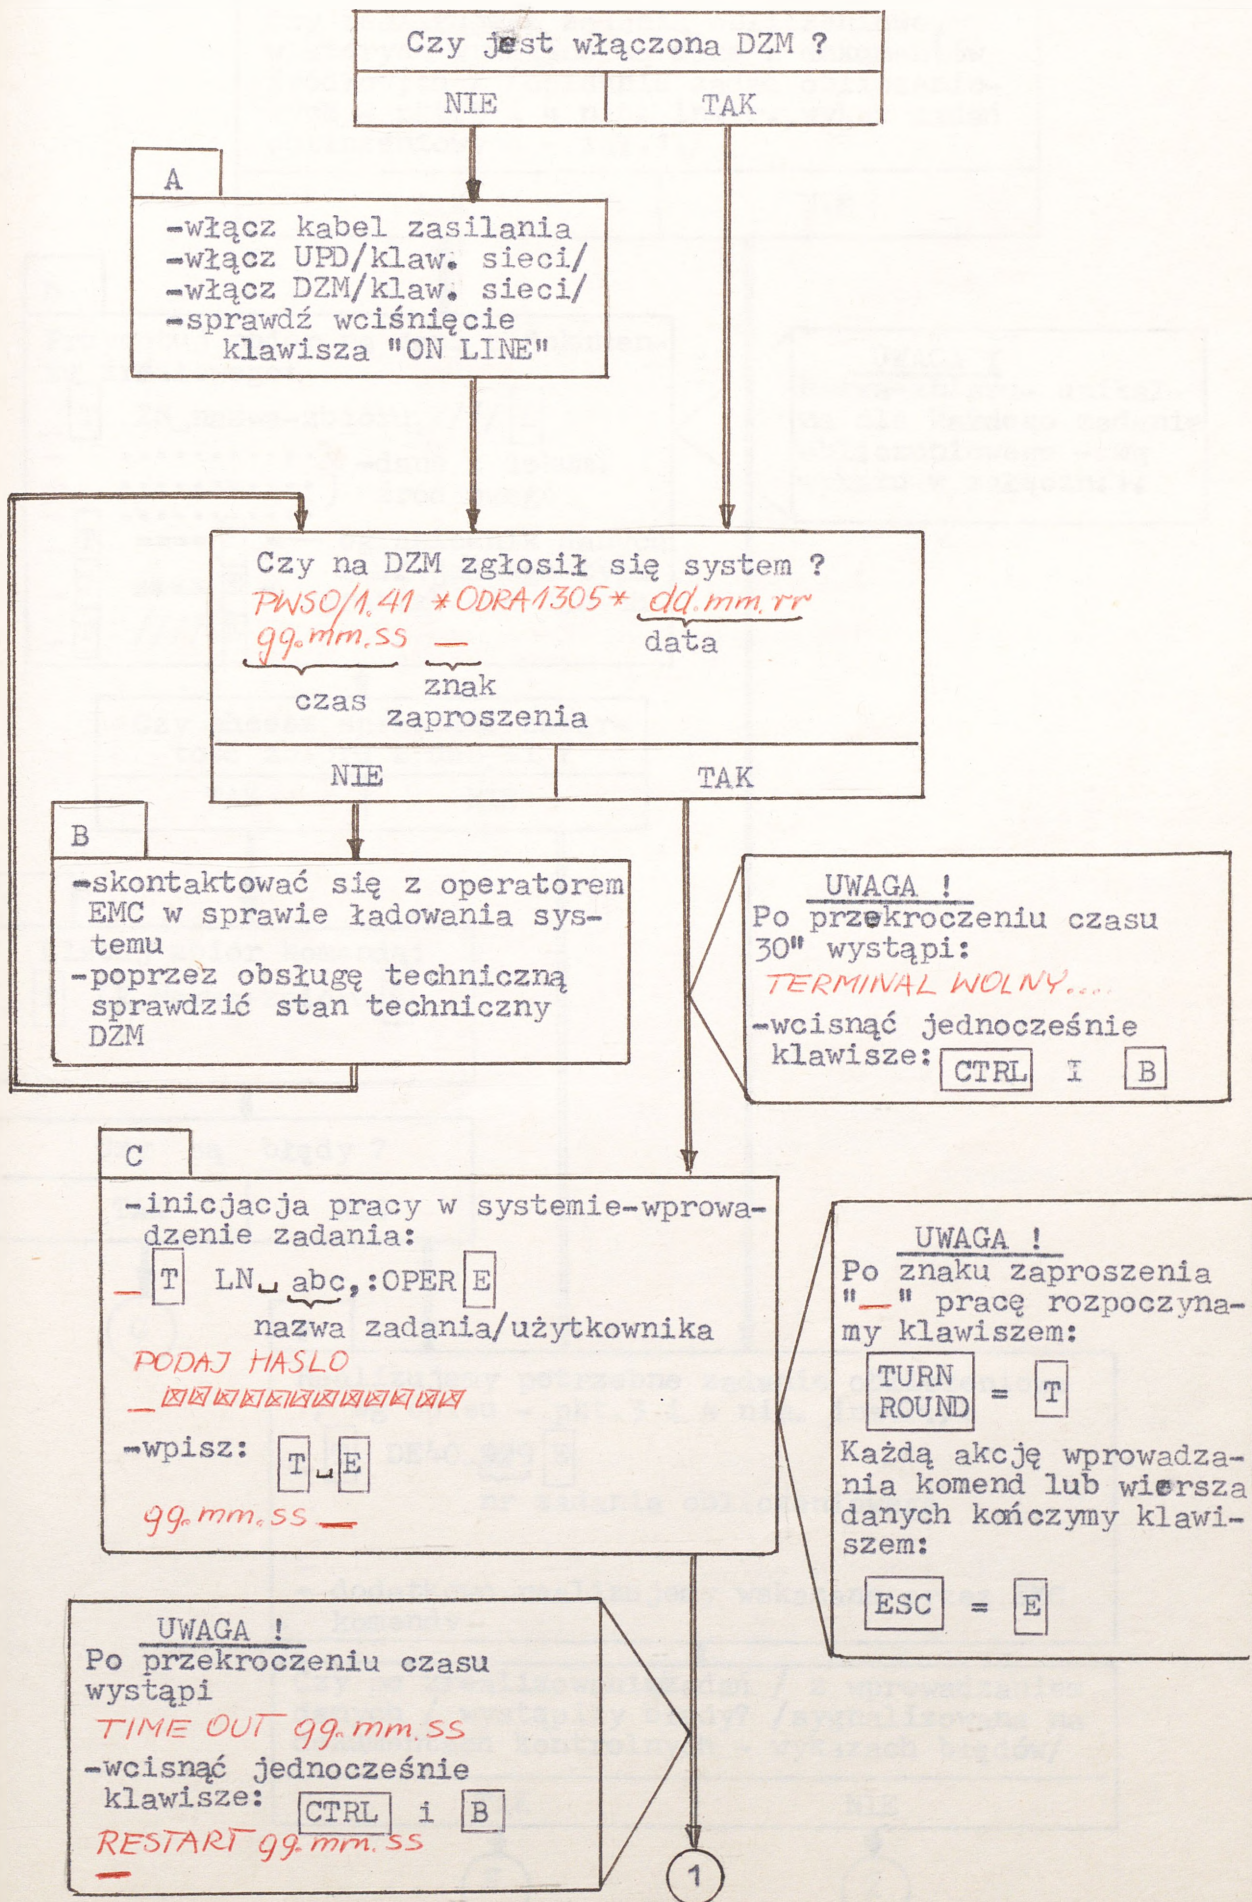 Czy jest włączona DZM ?
NIE
TAK
A
-włącz kabel zasilania
-włącz UPD/klaw. sieci/
-włącz DZM/klaw. sieci/
-sprawdź wciśnięcie
klawisza "ON LINE"
Czy na DZM zgłosił się system ?
PWSO/1.41 *ODRA1305* dd.mm.rr
gg.mm.ss _
data
czas
znak
zaproszenia
NIE
TAK
B
-skontaktować się z operatorem
EMC w sprawie ładowania sys-
temu
-poprzez obsługę techniczną
sprawdzić stan techniczny
DZM
UWAGA !
Po przekroczeniu czasu
30" wystąpi:
TERMINAL WOLNY....
-wcisnąć jednocześnie
klawisze: CTRL I B
C
-inicjacja pracy w systemie-wprowa-
dzenie zadania:
_ T LN␣ abc,:OPER E
nazwa zadania/użytkownika
PODAJ HASLO
_ ☒☒☒☒☒☒☒☒☒☒☒☒
-wpisz: T ␣ E
gg.mm.ss _
UWAGA !
Po znaku zaproszenia
"_" pracę rozpoczyna-
my klawiszem:
TURN
ROUND = T
Każdą akcję wprowadza-
nia komend lub wiersza
danych kończymy klawi-
szem:
ESC = E
UWAGA !
Po przekroczeniu czasu
wystąpi
TIME OUT gg.mm.ss
-wcisnąć jednocześnie
klawisze: CTRL i B
RESTART gg.mm.ss
_
1